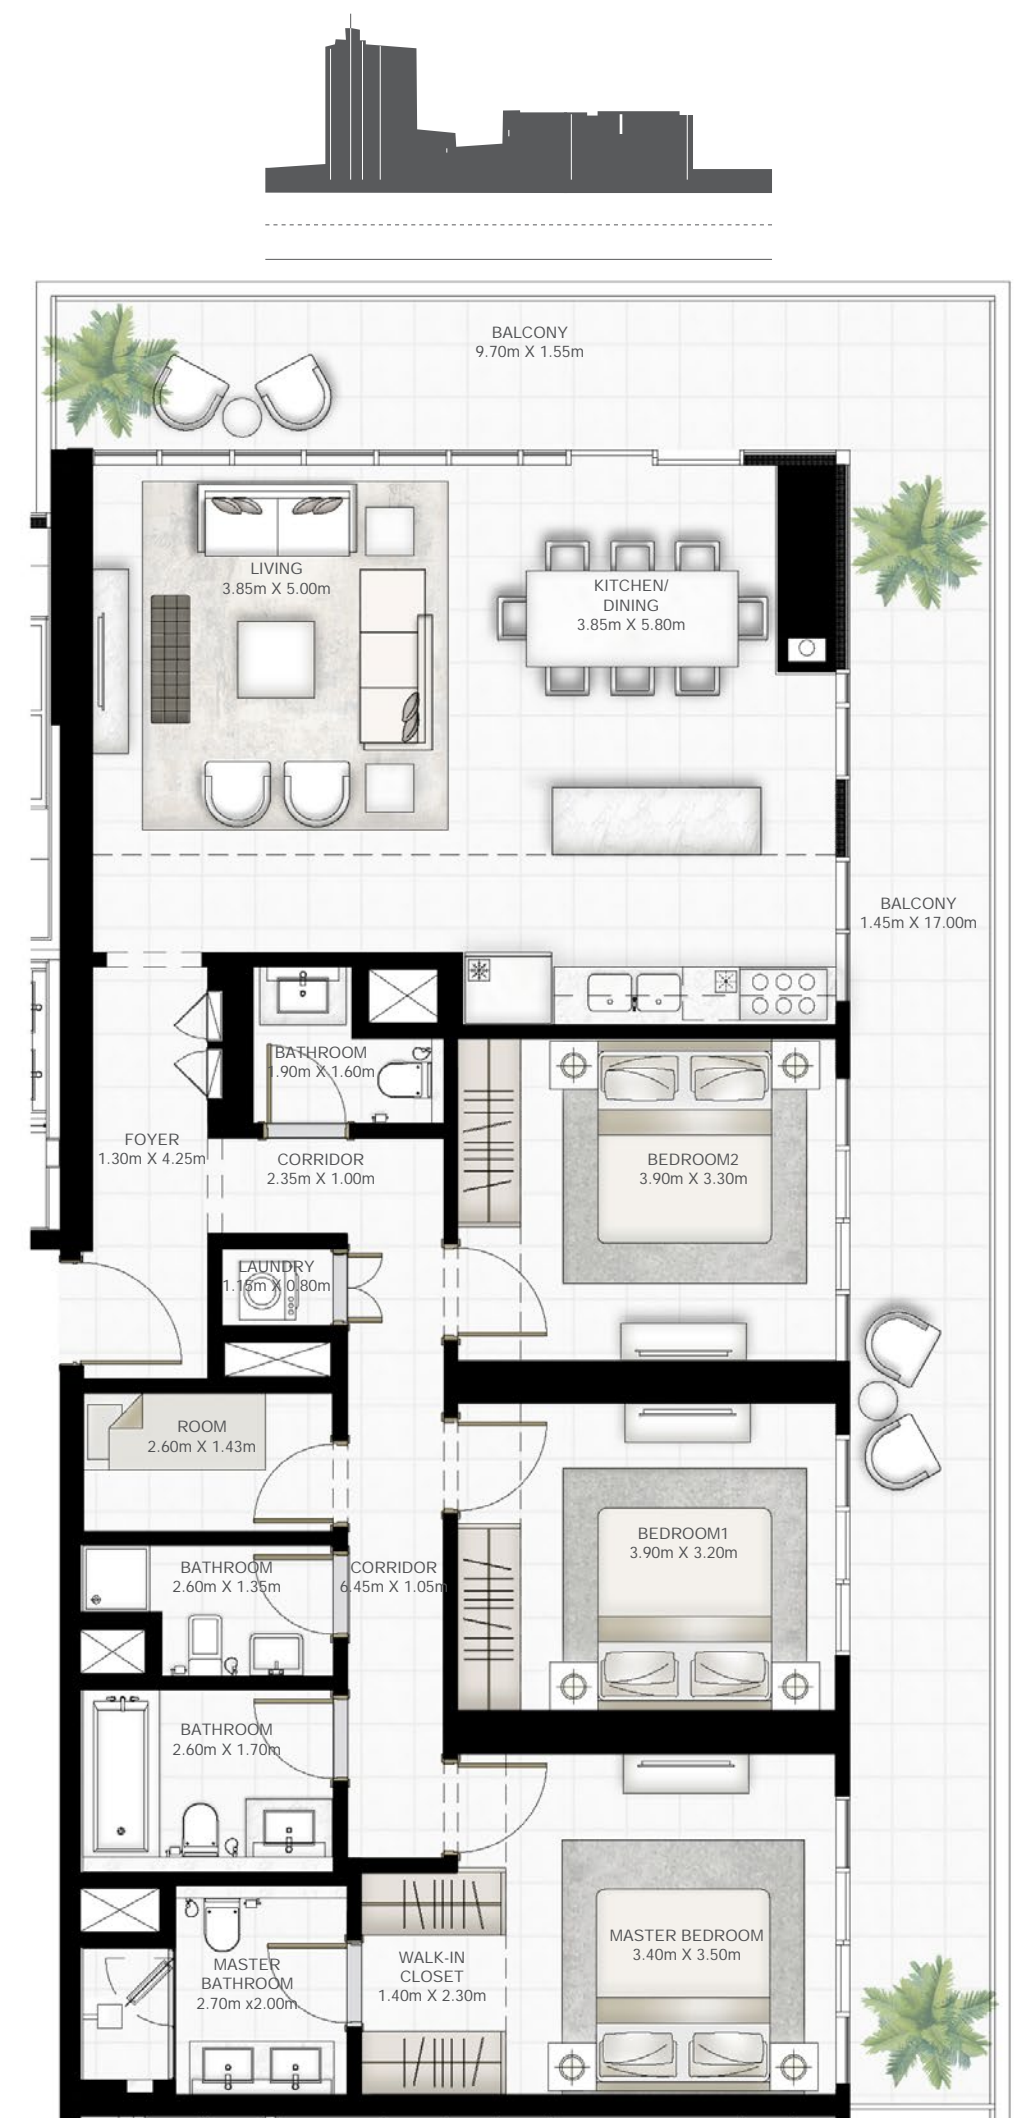 BALCONY
9.70m X 1.55m
LIVING
3.85m X 5.00m
KITCHEN/
DINING
3.85m X 5.80m
BALCONY
1.45m X 17.00m
BATHROOM
1.90m X 1.60m
FOYER
1.30m X 4.25m
CORRIDOR
2.35m X 1.00m
BEDROOM2
3.90m X 3.30m
LAUNDRY
1.15m X 0.80m
ROOM
2.60m X 1.43m
BEDROOM1
3.90m X 3.20m
BATHROOM
2.60m X 1.35m
CORRIDOR
6.45m X 1.05m
BATHROOM
2.60m X 1.70m
MASTER BEDROOM
3.40m X 3.50m
WALK-IN
CLOSET
1.40m X 2.30m
MASTER
BATHROOM
2.70m x2.00m